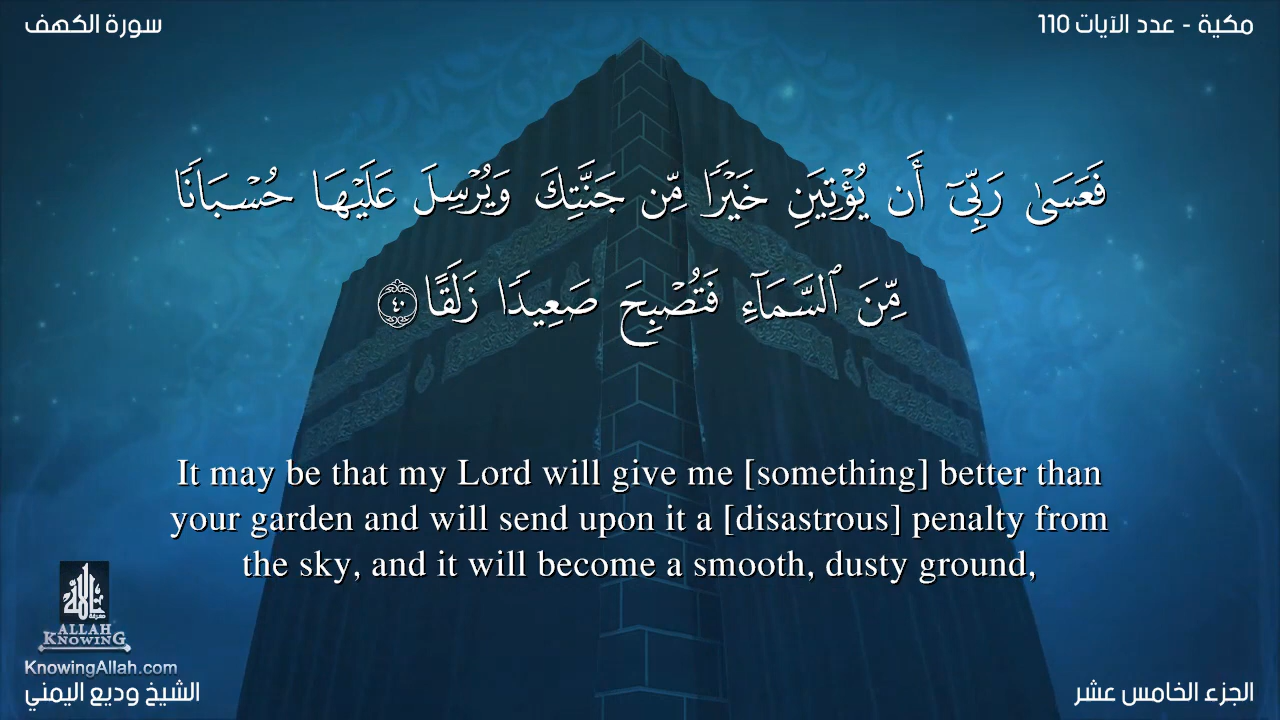 سورة الكهف
مكية - عدد الآيات 110
فَعَسَىٰ رَبِّىٓ أَن يُؤْتِيَنِ خَيْرًا مِّن جَنَّتِكَ وَيُرْسِلَ عَلَيْهَا حُسْبَانًا
مِّنَ ٱلسَّمَآءِ فَتُصْبِحَ صَعِيدًا زَلَقًا ٤٠
It may be that my Lord will give me [something] better than
your garden and will send upon it a [disastrous] penalty from
the sky, and it will become a smooth, dusty ground,
معرفة الله
ALLAH
KNOWING
KnowingAllah.com
الشيخ وديع اليمني
الجزء الخامس عشر